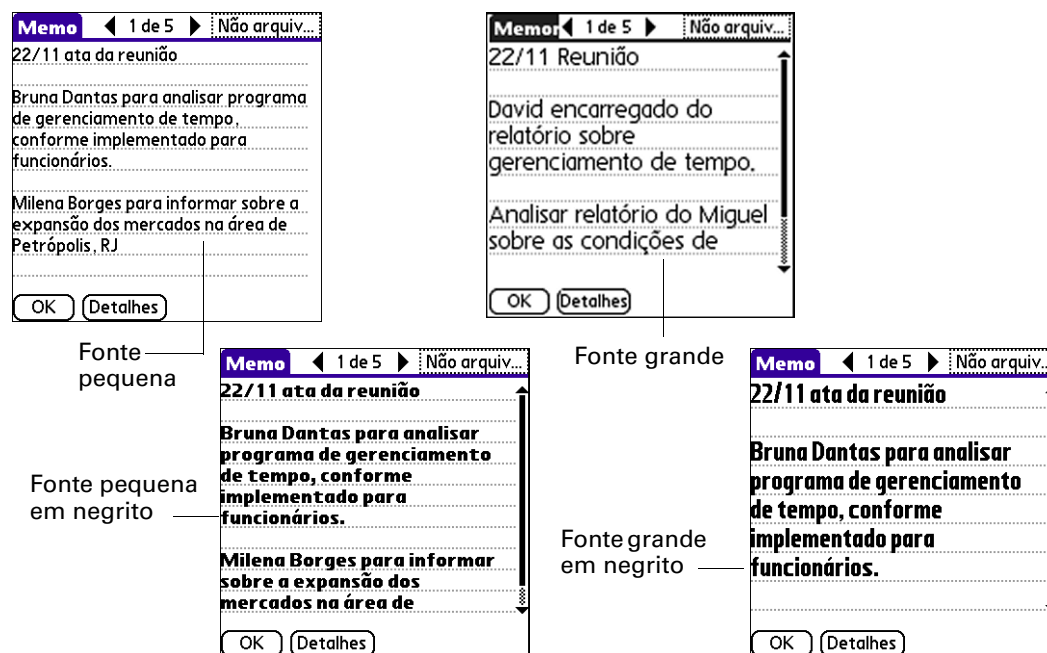 Memo 1 de 5 Não arquiv...
22/11 ata da reunião
Bruna Dantas para analisar programa
de gerenciamento de tempo,
conforme implementado para
funcionários.
Milena Borges para informar sobre a
expansão dos mercados na área de
Petrópolis, RJ
OK Detalhes
Fonte
pequena
Memor 1 de 5 Não arquiv...
22/11 Reunião
David encarregado do
relatório sobre
gerenciamento de tempo.
Analisar relatório do Miguel
sobre as condições de
OK Detalhes
Fonte grande
Memo 1 de 5 Não arquiv...
22/11 ata da reunião
Bruna Dantas para analisar
programa de gerenciamento
de tempo, conforme
implementado para
funcionários.
Milena Borges para informar
sobre a expansão dos
mercados na área de
OK Detalhes
Fonte pequena
em negrito
Memo 1 de 5 Não arquiv...
22/11 ata da reunião
Bruna Dantas para analisar
programa de gerenciamento
de tempo, conforme
implementado para
funcionários.
OK Detalhes
Fonte grande
em negrito